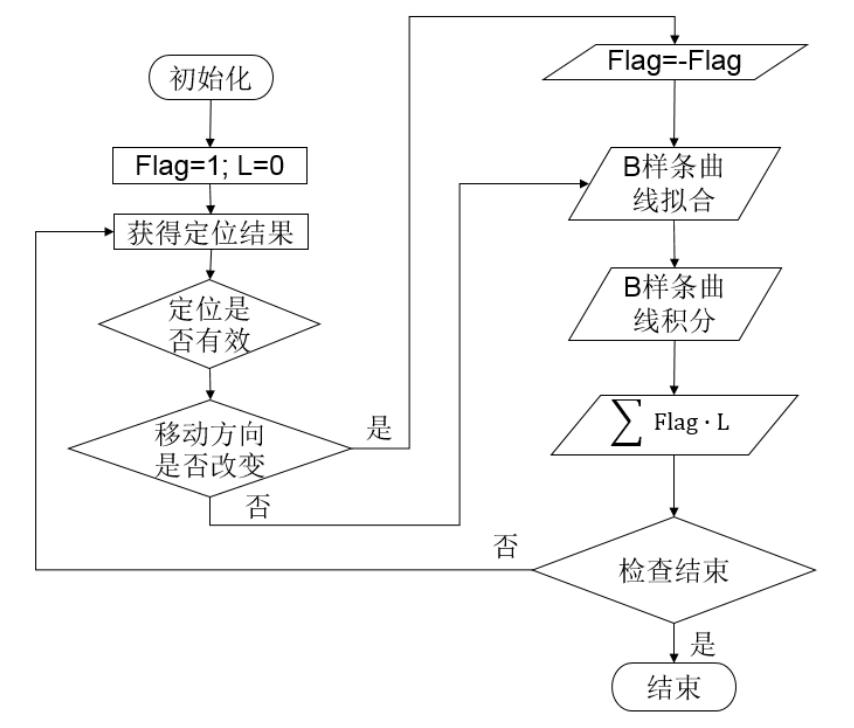 初始化
Flag=1; L=0
获得定位结果
定位是
否有效
移动方向
是否改变
是
否
Flag=-Flag
B样条曲
线拟合
B样条曲
线积分
∑ Flag · L
检查结束
否
是
结束